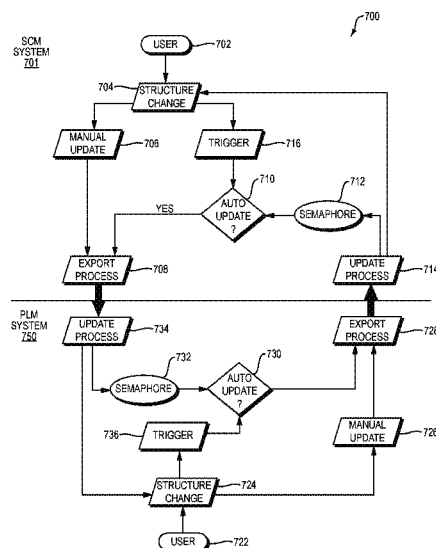 700
SCM
SYSTEM
701
USER
702
704
STRUCTURE
CHANGE
MANUAL
UPDATE
706
TRIGGER
716
710
712
AUTO
UPDATE
?
SEMAPHORE
YES
EXPORT
PROCESS
708
UPDATE
PROCESS
714
PLM
SYSTEM
750
UPDATE
PROCESS
734
EXPORT
PROCESS
728
732
730
SEMAPHORE
AUTO
UPDATE
?
736
TRIGGER
MANUAL
UPDATE
726
STRUCTURE
CHANGE
724
USER
722